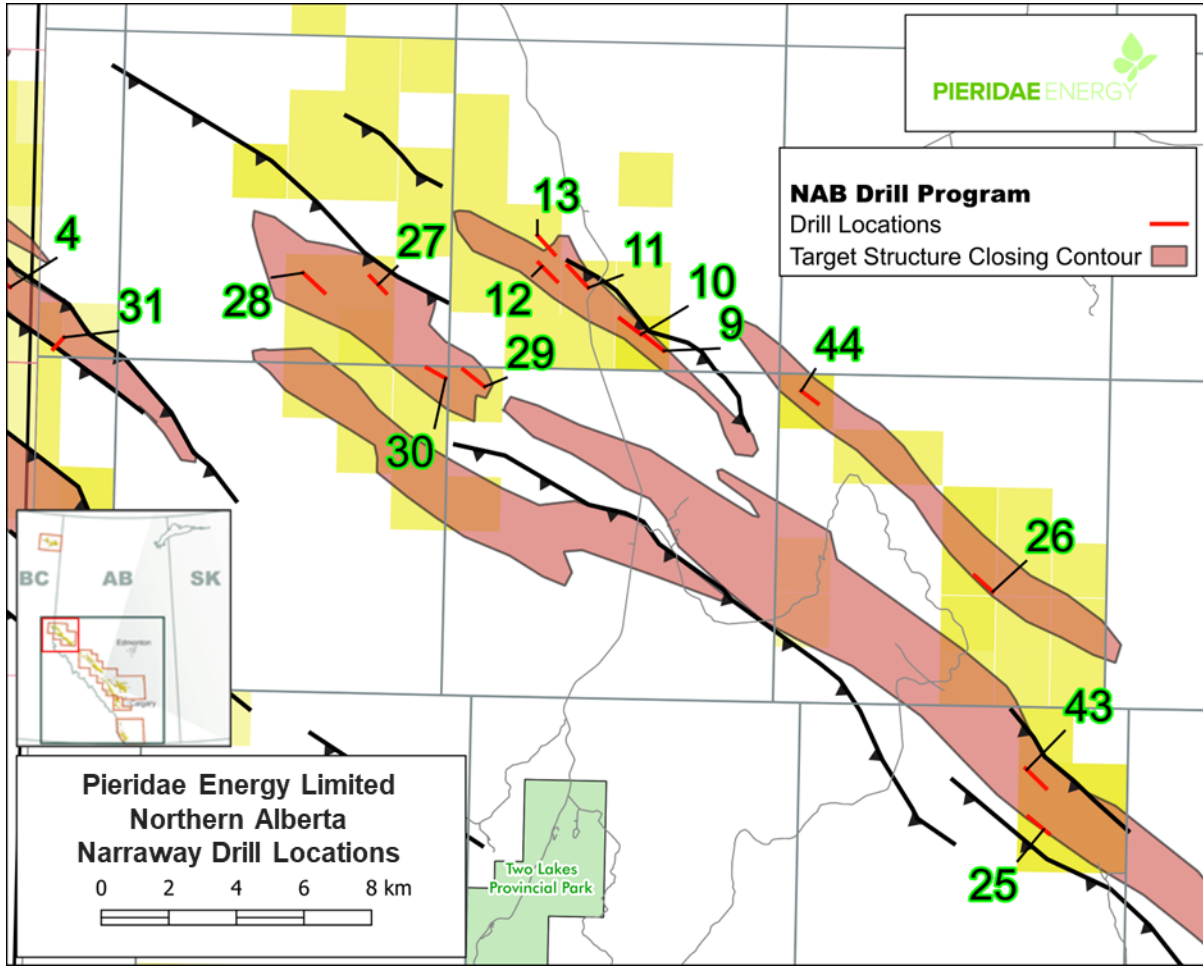 PIERIDAE ENERGY
NAB Drill Program
Drill Locations
Target Structure Closing Contour
13
4
27
11
10
28
12
31
9
44
29
30
26
43
25
BC
AB
SK
Edmonton
Calgary
Pieridae Energy Limited
Northern Alberta
Narraway Drill Locations
0 2 4 6 8 km
Two Lakes
Provincial Park